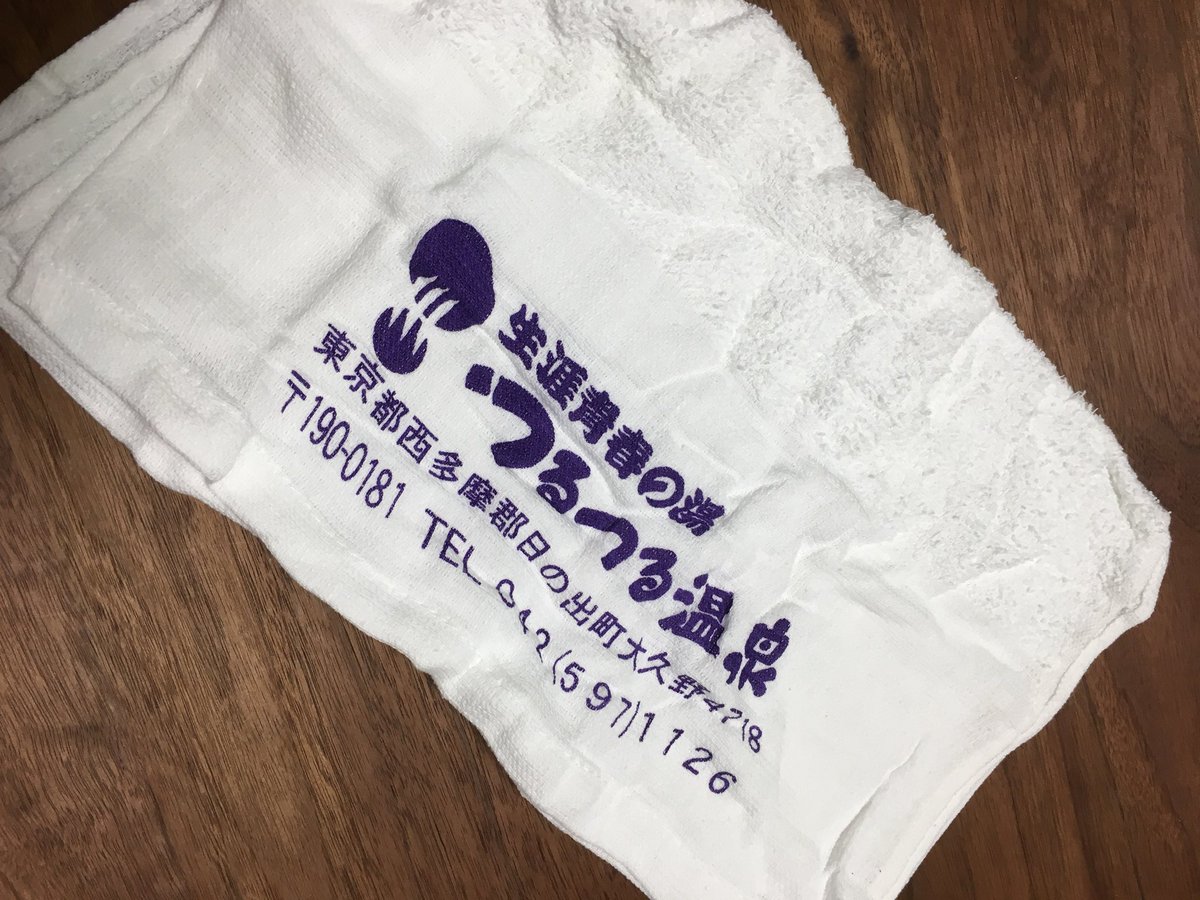 生涯青春の湯
つるつる温泉
東京都西多摩郡日の出町大久野4718
〒190-0181 TEL 042(597)1126